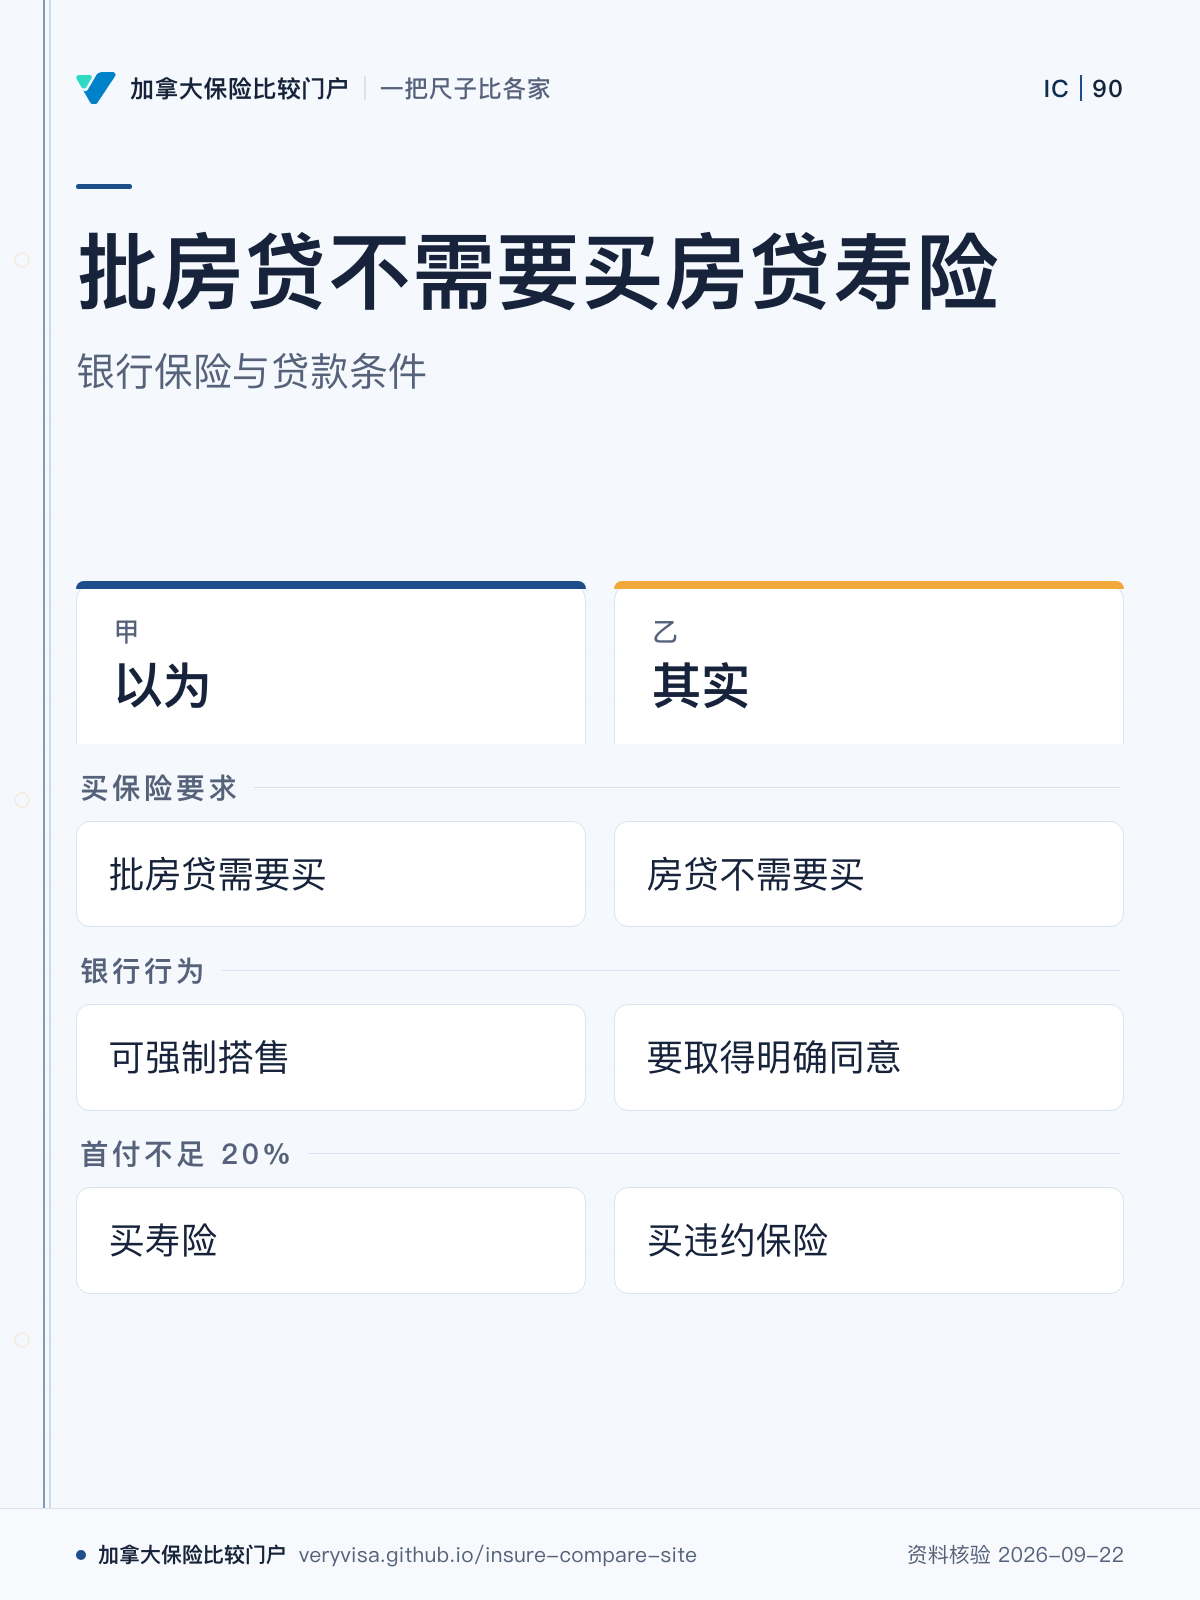 加拿大保险比较门户 一把尺子比各家
IC 90
批房贷不需要买房贷寿险
银行保险与贷款条件
甲 乙
以为 其实
买保险要求
批房贷需要买 房贷不需要买
银行行为
可强制搭售 要取得明确同意
首付不足 20%
买寿险 买违约保险
加拿大保险比较门户 veryvisa.github.io/insure-compare-site 资料核验 2026-09-22